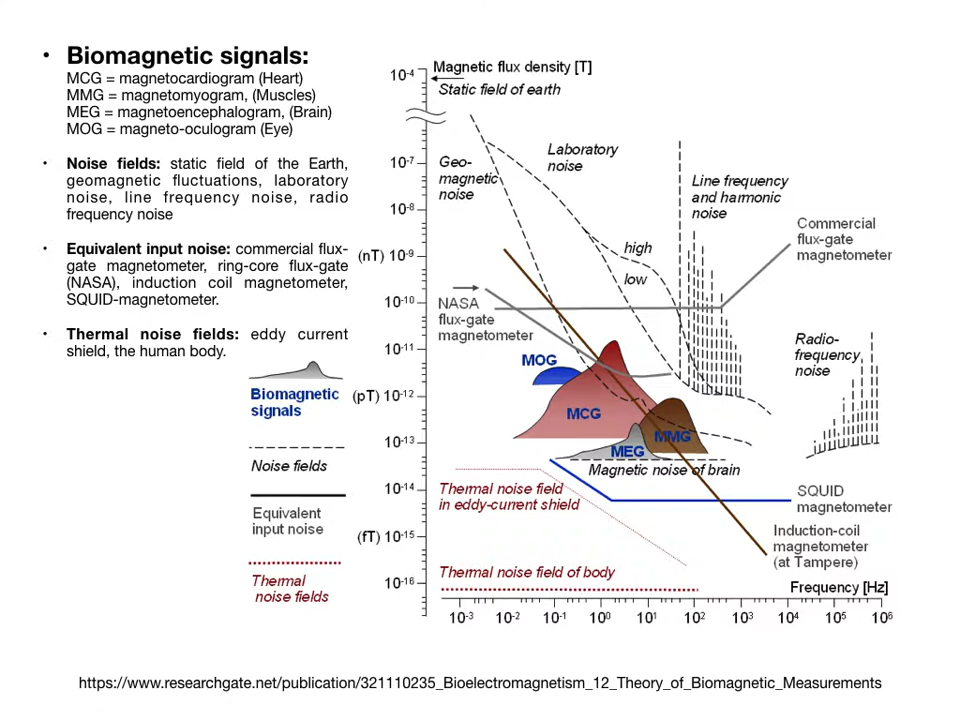 • Biomagnetic signals:
MCG = magnetocardiogram (Heart)
MMG = magnetomyogram, (Muscles)
MEG = magnetoencephalogram, (Brain)
MOG = magneto-oculogram (Eye)
• Noise fields: static field of the Earth,
geomagnetic fluctuations, laboratory
noise, line frequency noise, radio
frequency noise
• Equivalent input noise: commercial flux-
gate magnetometer, ring-core flux-gate
(NASA), induction coil magnetometer,
SQUID-magnetometer.
• Thermal noise fields: eddy current
shield, the human body.
Biomagnetic
signals
Noise fields
Equivalent
input noise
Thermal
noise fields
Magnetic flux density [T]
10⁻⁴
Static field of earth
10⁻⁷
10⁻⁸
(nT) 10⁻⁹
10⁻¹⁰
10⁻¹¹
(pT) 10⁻¹²
10⁻¹³
10⁻¹⁴
(fT) 10⁻¹⁵
10⁻¹⁶
Geo-
magnetic
noise
Laboratory
noise
Line frequency
and harmonic
noise
high
low
Commercial
flux-gate
magnetometer
NASA
flux-gate
magnetometer
Radio-
frequency
noise
MOG
MCG
MMG
MEG
Magnetic noise of brain
Thermal noise field
in eddy-current shield
SQUID
magnetometer
Induction-coil
magnetometer
(at Tampere)
Thermal noise field of body
Frequency [Hz]
10⁻³ 10⁻² 10⁻¹ 10⁰ 10¹ 10² 10³ 10⁴ 10⁵ 10⁶
https://www.researchgate.net/publication/321110235_Bioelectromagnetism_12_Theory_of_Biomagnetic_Measurements